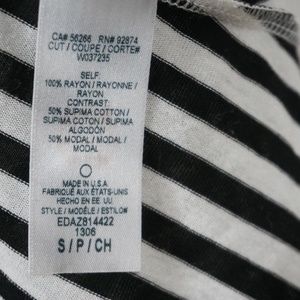 CA# 56266 RN# 92874
CUT / COUPE / CORTE#
W037235
SELF:
100% RAYON / RAYONNE /
RAYON
CONTRAST:
50% SUPIMA COTTON /
SUPIMA COTON / SUPIMA
ALGODÓN
50% MODAL / MODAL /
MODAL
MADE IN U.S.A.
FABRIQUÉ AUX ÉTATS-UNIS
HECHO EN EE. UU
STYLE / MODÈLE / ESTILO#
EDAZ814422
1306
S / P / CH